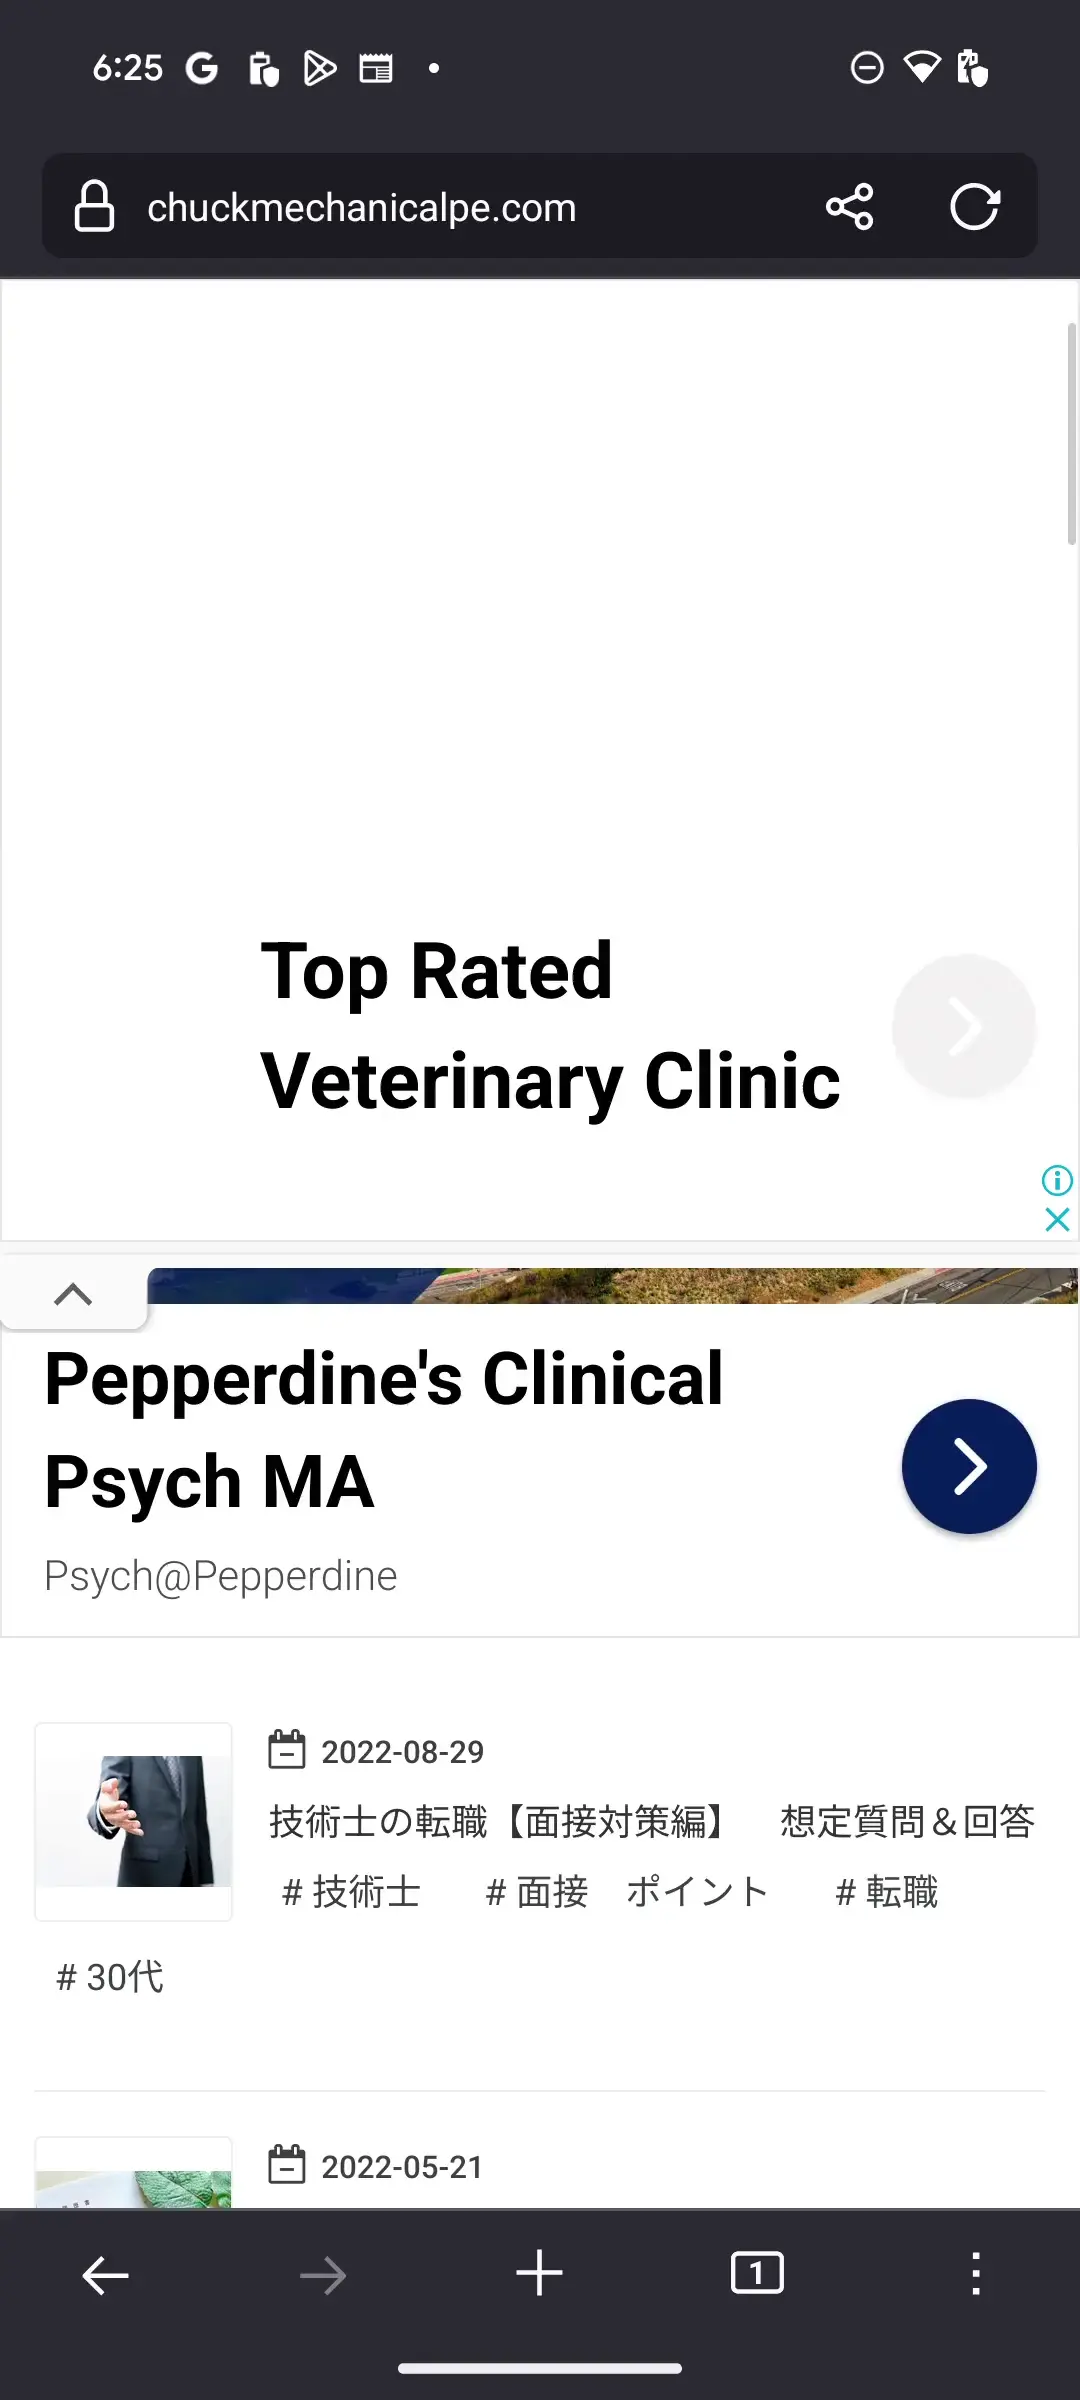 6:25
chuckmechanicalpe.com
Top Rated
Veterinary Clinic
Pepperdine's Clinical
Psych MA
Psych@Pepperdine
2022-08-29
技術士の転職【面接対策編】　想定質問＆回答
# 技術士 # 面接　ポイント # 転職
# 30代
2022-05-21
1